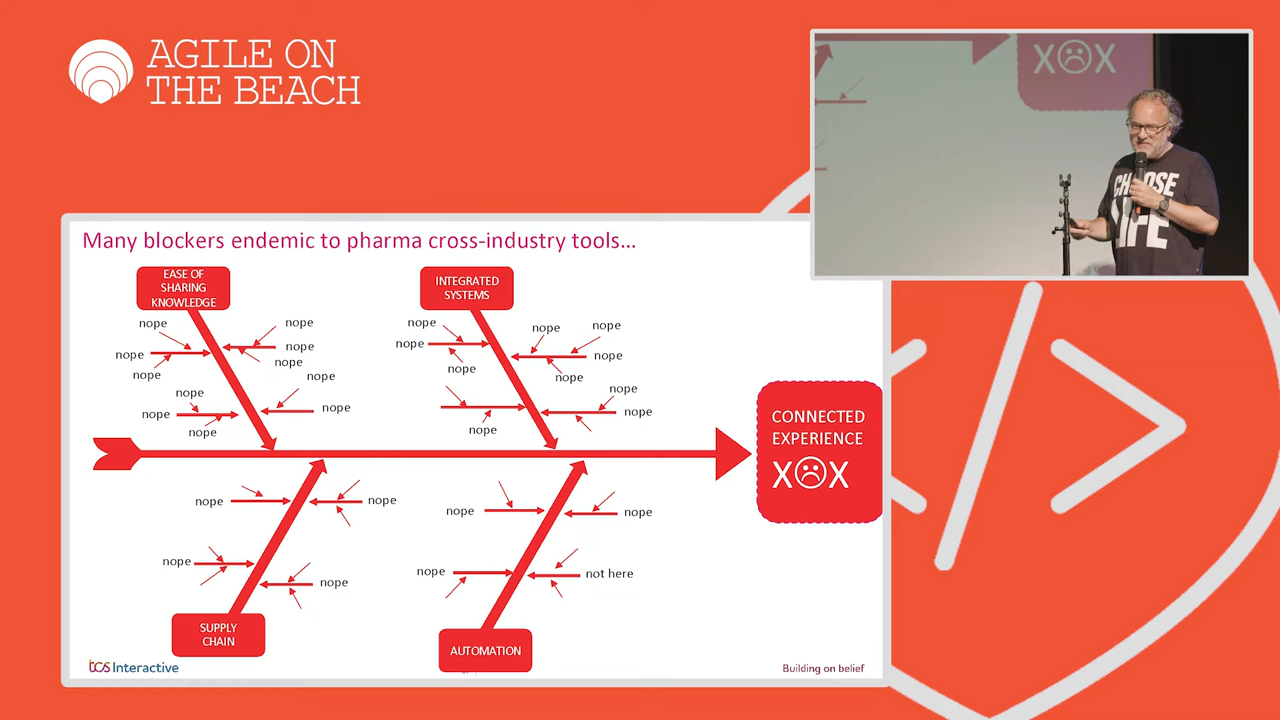 AGILE ON
THE BEACH
X☹X
CHOOSE
LIFE
Many blockers endemic to pharma cross-industry tools...
EASE OF
SHARING
KNOWLEDGE
nope
nope
nope
nope
nope
nope
nope
nope
nope
nope
nope
nope
INTEGRATED
SYSTEMS
nope
nope
nope
nope
nope
nope
nope
nope
nope
nope
CONNECTED
EXPERIENCE
X☹X
nope
nope
nope
nope
SUPPLY
CHAIN
nope
nope
nope
not here
AUTOMATION
tcs Interactive
Building on belief